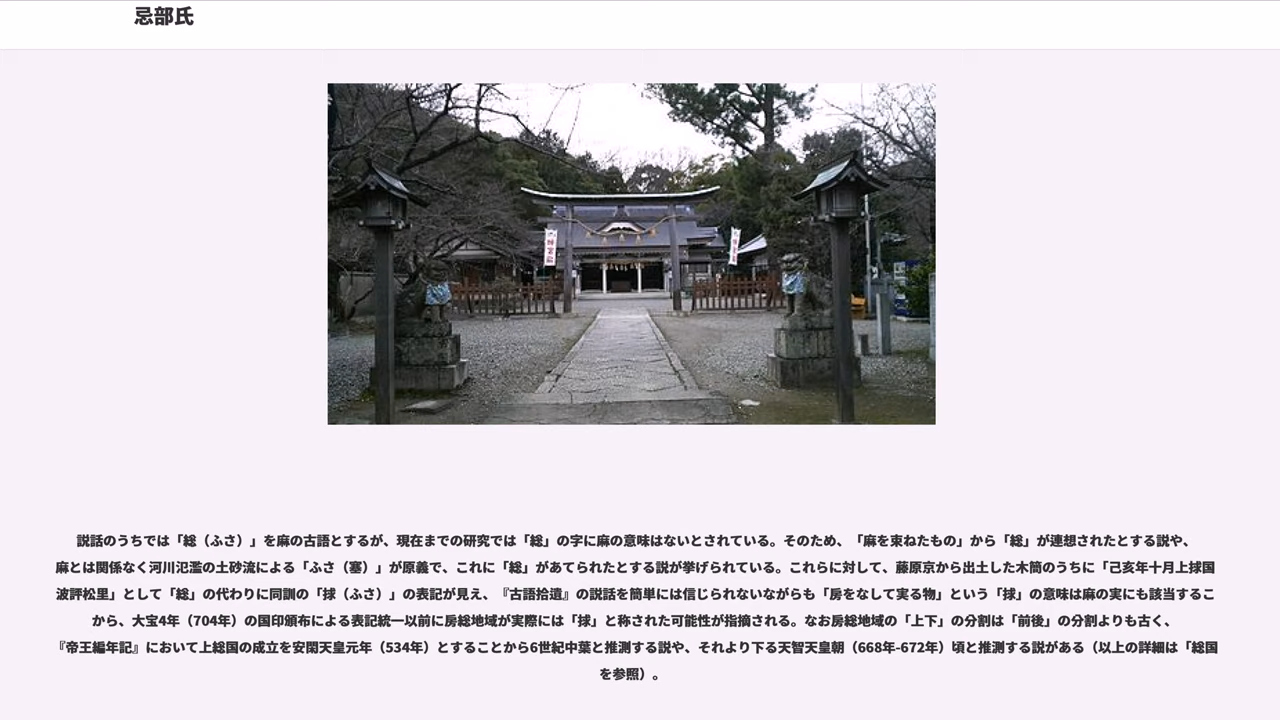 忌部氏
説話のうちでは「総（ふさ）」を麻の古語とするが、現在までの研究では「総」の字に麻の意味はないとされている。そのため、「麻を束ねたもの」から「総」が連想されたとする説や、
麻とは関係なく河川氾濫の土砂流による「ふさ（塞）」が原義で、これに「総」があてられたとする説が挙げられている。これらに対して、藤原京から出土した木簡のうちに「己亥年十月上捄国
波評松里」として「総」の代わりに同訓の「捄（ふさ）」の表記が見え、『古語拾遺』の説話を簡単には信じられないながらも「房をなして実る物」という「捄」の意味は麻の実にも該当するこ
から、大宝4年（704年）の国印頒布による表記統一以前に房総地域が実際には「捄」と称された可能性が指摘される。なお房総地域の「上下」の分割は「前後」の分割よりも古く、
『帝王編年記』において上総国の成立を安閑天皇元年（534年）とすることから6世紀中葉と推測する説や、それより下る天智天皇朝（668年-672年）頃と推測する説がある（以上の詳細は「総国
を参照）。